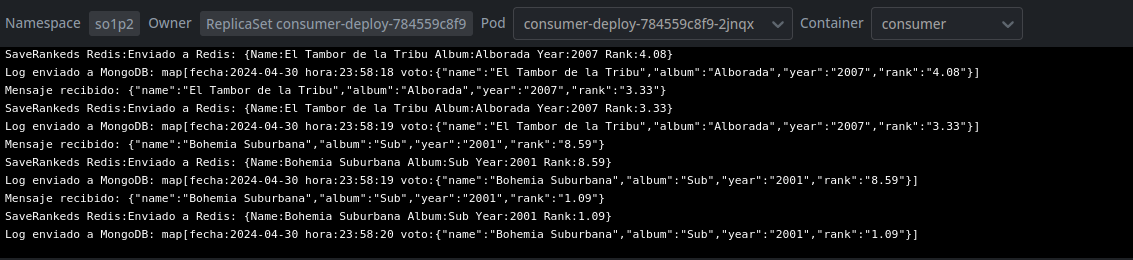 Namespace so1p2 Owner ReplicaSet consumer-deploy-784559c8f9 Pod consumer-deploy-784559c8f9-2jnqx Container consumer
SaveRankeds Redis:Enviado a Redis: {Name:El Tambor de la Tribu Album:Alborada Year:2007 Rank:4.08}
Log enviado a MongoDB: map[fecha:2024-04-30 hora:23:58:18 voto:{"name":"El Tambor de la Tribu","album":"Alborada","year":"2007","rank":"4.08"}]
Mensaje recibido: {"name":"El Tambor de la Tribu","album":"Alborada","year":"2007","rank":"3.33"}
SaveRankeds Redis:Enviado a Redis: {Name:El Tambor de la Tribu Album:Alborada Year:2007 Rank:3.33}
Log enviado a MongoDB: map[fecha:2024-04-30 hora:23:58:19 voto:{"name":"El Tambor de la Tribu","album":"Alborada","year":"2007","rank":"3.33"}]
Mensaje recibido: {"name":"Bohemia Suburbana","album":"Sub","year":"2001","rank":"8.59"}
SaveRankeds Redis:Enviado a Redis: {Name:Bohemia Suburbana Album:Sub Year:2001 Rank:8.59}
Log enviado a MongoDB: map[fecha:2024-04-30 hora:23:58:19 voto:{"name":"Bohemia Suburbana","album":"Sub","year":"2001","rank":"8.59"}]
Mensaje recibido: {"name":"Bohemia Suburbana","album":"Sub","year":"2001","rank":"1.09"}
SaveRankeds Redis:Enviado a Redis: {Name:Bohemia Suburbana Album:Sub Year:2001 Rank:1.09}
Log enviado a MongoDB: map[fecha:2024-04-30 hora:23:58:20 voto:{"name":"Bohemia Suburbana","album":"Sub","year":"2001","rank":"1.09"}]